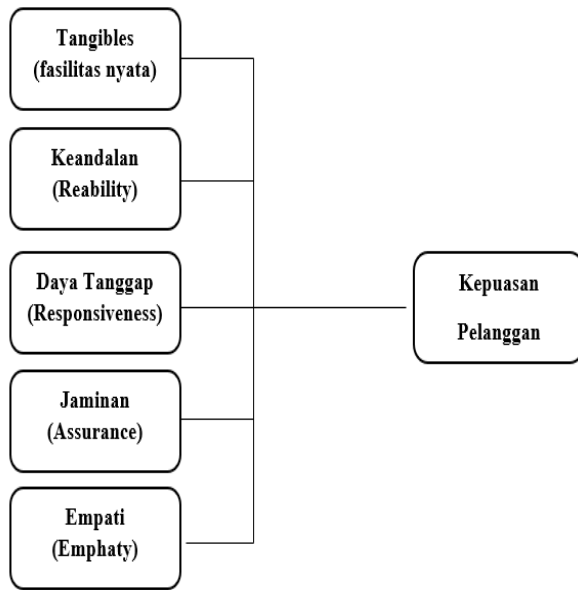 Tangibles
(fasilitas nyata)
Keandalan
(Reability)
Daya Tanggap
(Responsiveness)
Jaminan
(Assurance)
Empati
(Emphaty)
Kepuasan
Pelanggan